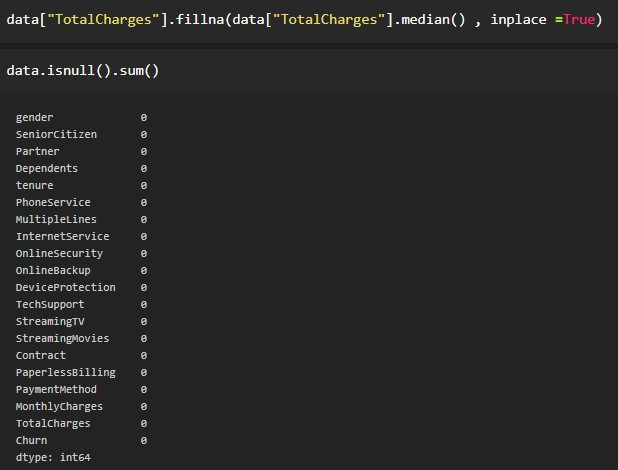 data["TotalCharges"].fillna(data["TotalCharges"].median() , inplace =True)
data.isnull().sum()
gender 0
SeniorCitizen 0
Partner 0
Dependents 0
tenure 0
PhoneService 0
MultipleLines 0
InternetService 0
OnlineSecurity 0
OnlineBackup 0
DeviceProtection 0
TechSupport 0
StreamingTV 0
StreamingMovies 0
Contract 0
PaperlessBilling 0
PaymentMethod 0
MonthlyCharges 0
TotalCharges 0
Churn 0
dtype: int64